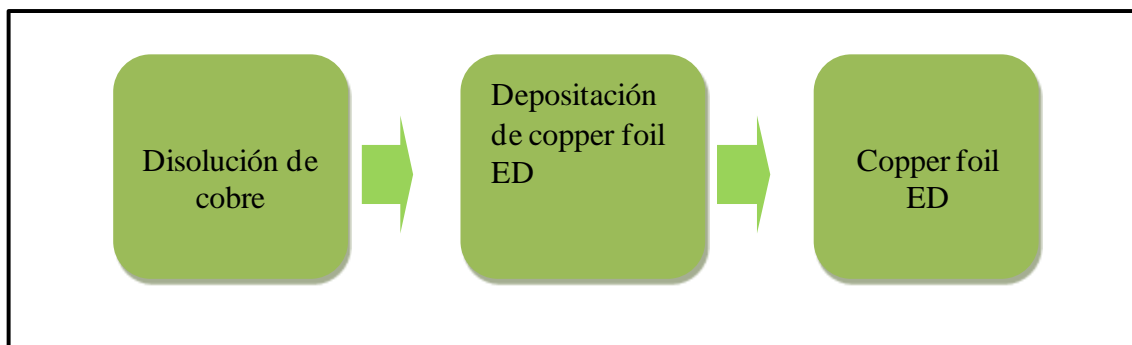 Disolución de
cobre
Depositación
de copper foil
ED
Copper foil
ED